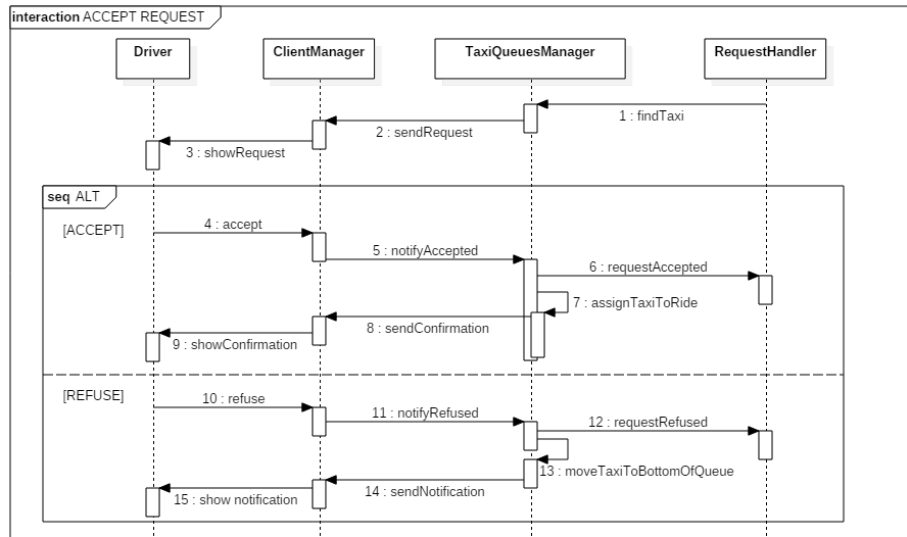 interaction ACCEPT REQUEST
Driver
ClientManager
TaxiQueuesManager
RequestHandler
1 : findTaxi
2 : sendRequest
3 : showRequest
seq ALT
[ACCEPT]
4 : accept
5 : notifyAccepted
6 : requestAccepted
7 : assignTaxiToRide
8 : sendConfirmation
9 : showConfirmation
[REFUSE]
10 : refuse
11 : notifyRefused
12 : requestRefused
13 : moveTaxiToBottomOfQueue
14 : sendNotification
15 : show notification